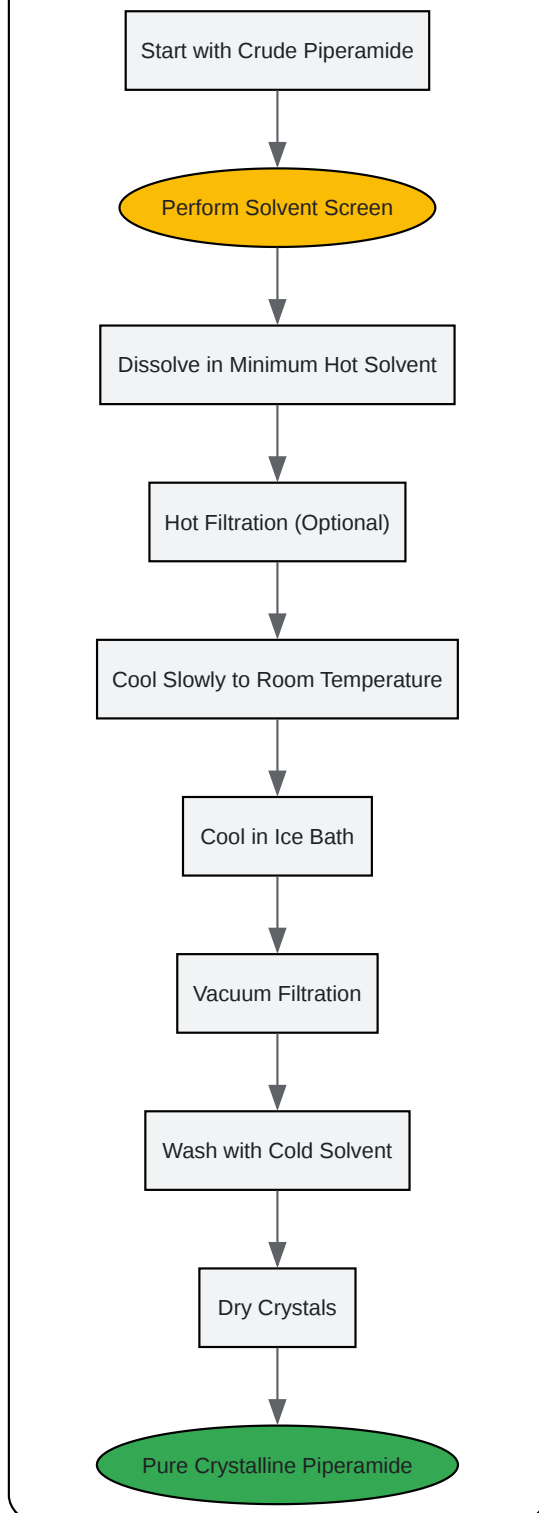 Start with Crude Piperamide
Perform Solvent Screen
Dissolve in Minimum Hot Solvent
Hot Filtration (Optional)
Cool Slowly to Room Temperature
Cool in Ice Bath
Vacuum Filtration
Wash with Cold Solvent
Dry Crystals
Pure Crystalline Piperamide